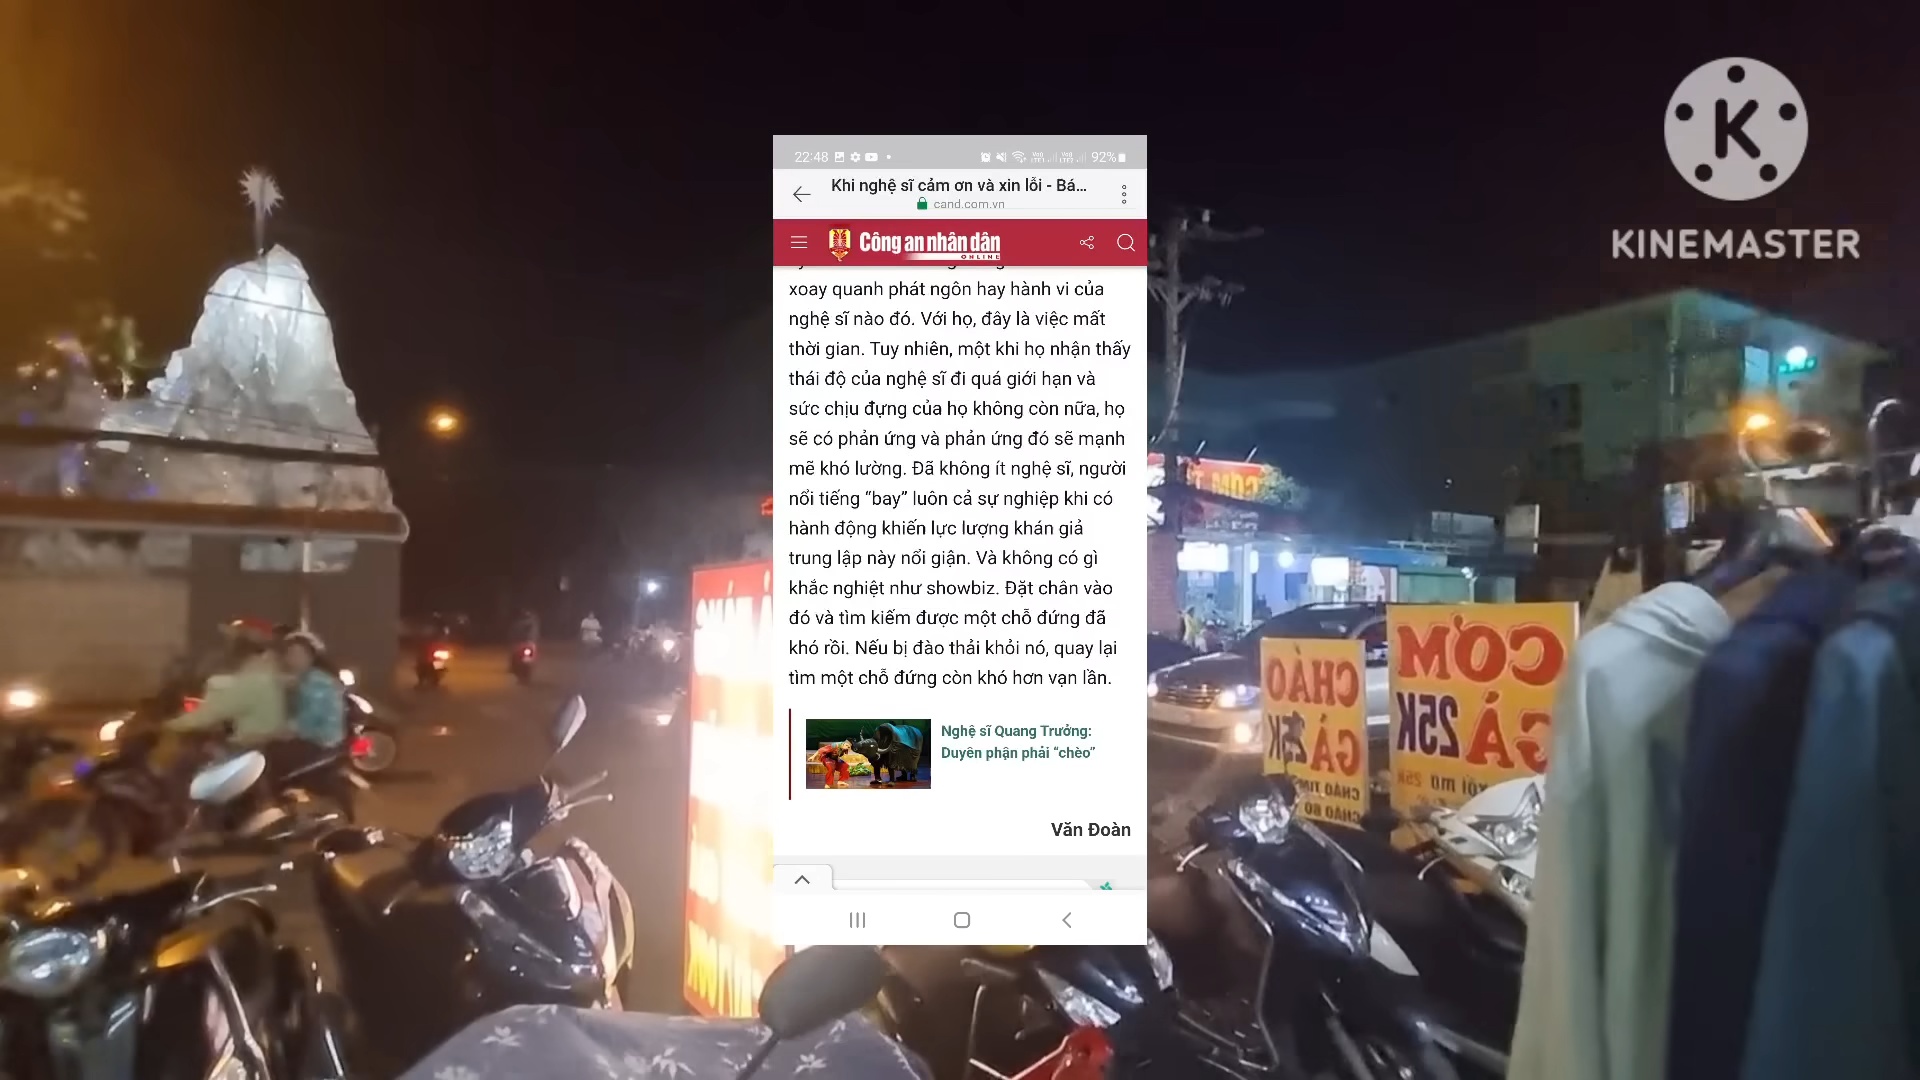 KINEMASTER
22:48
92%
Khi nghệ sĩ cảm ơn và xin lỗi - Bá...
cand.com.vn
Công an nhân dân
ONLINE
xoay quanh phát ngôn hay hành vi của
nghệ sĩ nào đó. Với họ, đây là việc mất
thời gian. Tuy nhiên, một khi họ nhận thấy
thái độ của nghệ sĩ đi quá giới hạn và
sức chịu đựng của họ không còn nữa, họ
sẽ có phản ứng và phản ứng đó sẽ mạnh
mẽ khó lường. Đã không ít nghệ sĩ, người
nổi tiếng “bay” luôn cả sự nghiệp khi có
hành động khiến lực lượng khán giả
trung lập này nổi giận. Và không có gì
khắc nghiệt như showbiz. Đặt chân vào
đó và tìm kiếm được một chỗ đứng đã
khó rồi. Nếu bị đào thải khỏi nó, quay lại
tìm một chỗ đứng còn khó hơn vạn lần.
Nghệ sĩ Quang Trưởng:
Duyên phận phải “chèo”
Văn Đoàn
CƠM
CHÁO
GÀ 25K
GÀ 25K